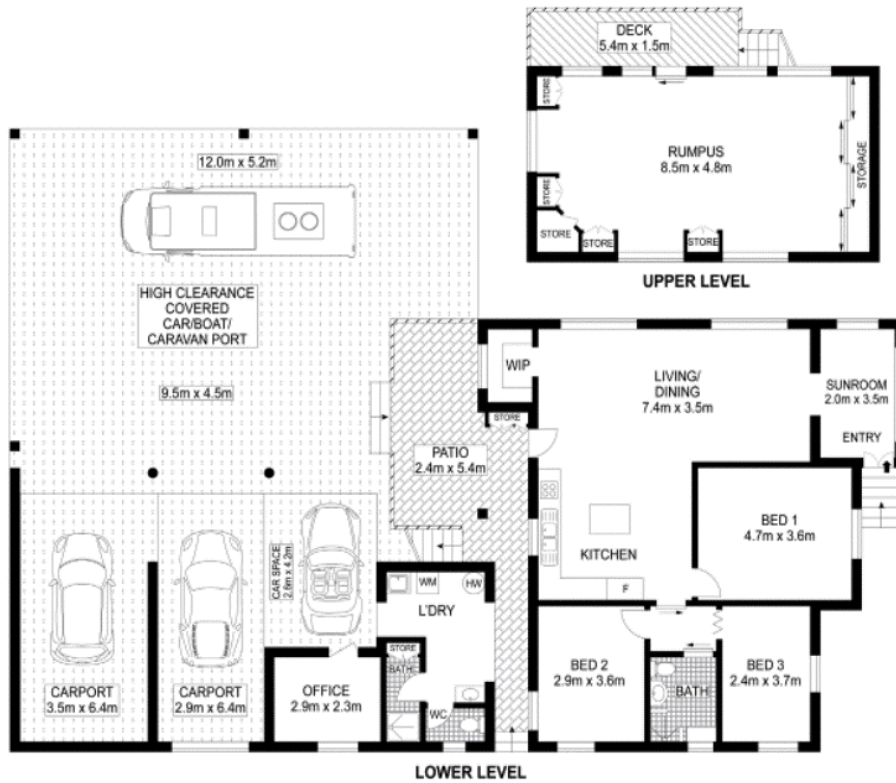 DECK
5.4m x 1.5m
STORE
RUMPUS
8.5m x 4.8m
STORAGE
STORE
STORE
STORE
STORE
UPPER LEVEL
12.0m x 5.2m
HIGH CLEARANCE
COVERED
CAR/BOAT/
CARAVAN PORT
9.5m x 4.5m
WIP
LIVING/
DINING
7.4m x 3.5m
SUNROOM
2.0m x 3.5m
ENTRY
STORE
PATIO
2.4m x 5.4m
BED 1
4.7m x 3.6m
KITCHEN
F
CAR SPACE
2.6m x 4.2m
WM
HW
L'DRY
STORE
BATH
WC
CARPORT
3.5m x 6.4m
CARPORT
2.9m x 6.4m
OFFICE
2.9m x 2.3m
BED 2
2.9m x 3.6m
BATH
BED 3
2.4m x 3.7m
LOWER LEVEL